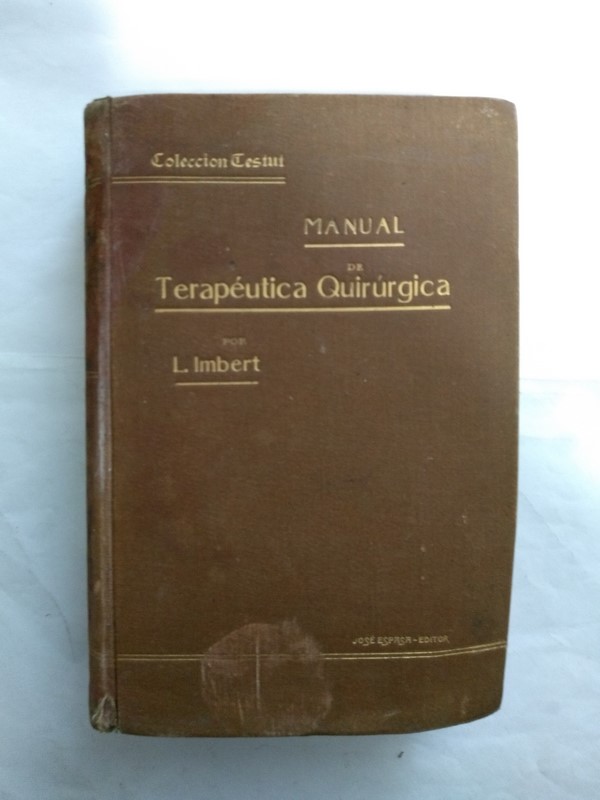 Coleccion Testut
MANUAL
DE
Terapéutica Quirúrgica
POR
L. Imbert
JOSÉ ESPASA-EDITOR